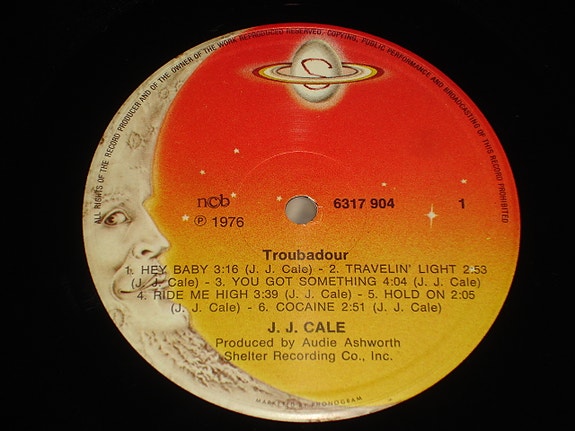 ALL RIGHTS OF THE RECORD PRODUCER AND OF THE OWNER OF THE WORK REPRODUCED RESERVED. COPYING, PUBLIC PERFORMANCE AND BROADCASTING OF THIS RECORD PROHIBITED
S
ncb
6317 904
1
℗ 1976
Troubadour
1. HEY BABY 3:16 (J. J. Cale) - 2. TRAVELIN' LIGHT 2:53
(J. J. Cale) - 3. YOU GOT SOMETHING 4:04 (J. J. Cale)
4. RIDE ME HIGH 3:39 (J. J. Cale) - 5. HOLD ON 2:05
(J. J. Cale) - 6. COCAINE 2:51 (J. J. Cale)
J. J. CALE
Produced by Audie Ashworth
Shelter Recording Co., Inc.
MARKETED BY PHONOGRAM